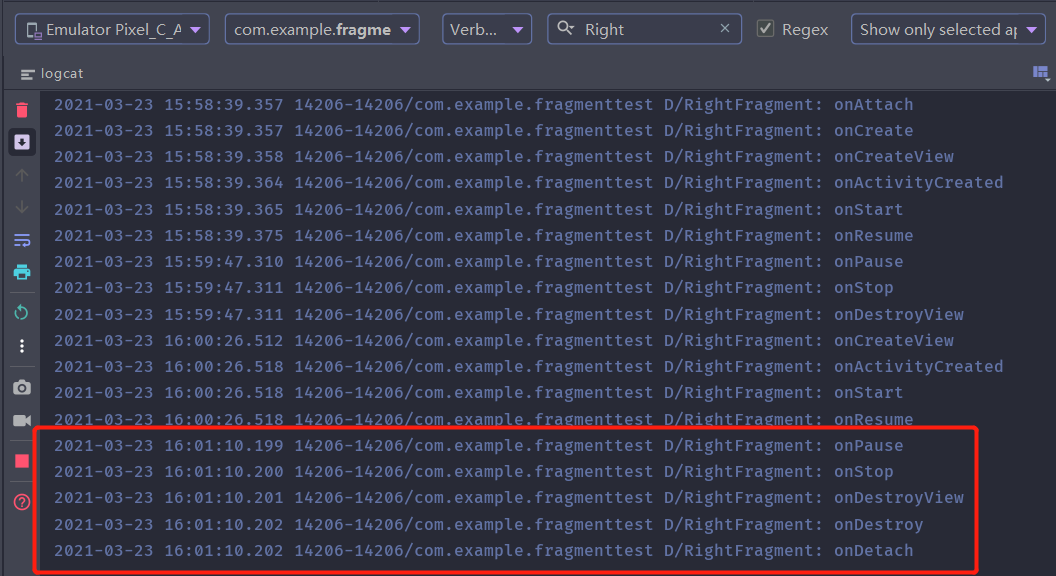 Emulator Pixel_C_A
com.example.fragme
Verb...
Right
Regex
Show only selected ap
logcat
2021-03-23 15:58:39.357 14206-14206/com.example.fragmenttest D/RightFragment: onAttach
2021-03-23 15:58:39.357 14206-14206/com.example.fragmenttest D/RightFragment: onCreate
2021-03-23 15:58:39.358 14206-14206/com.example.fragmenttest D/RightFragment: onCreateView
2021-03-23 15:58:39.364 14206-14206/com.example.fragmenttest D/RightFragment: onActivityCreated
2021-03-23 15:58:39.365 14206-14206/com.example.fragmenttest D/RightFragment: onStart
2021-03-23 15:58:39.375 14206-14206/com.example.fragmenttest D/RightFragment: onResume
2021-03-23 15:59:47.310 14206-14206/com.example.fragmenttest D/RightFragment: onPause
2021-03-23 15:59:47.311 14206-14206/com.example.fragmenttest D/RightFragment: onStop
2021-03-23 15:59:47.311 14206-14206/com.example.fragmenttest D/RightFragment: onDestroyView
2021-03-23 16:00:26.512 14206-14206/com.example.fragmenttest D/RightFragment: onCreateView
2021-03-23 16:00:26.518 14206-14206/com.example.fragmenttest D/RightFragment: onActivityCreated
2021-03-23 16:00:26.518 14206-14206/com.example.fragmenttest D/RightFragment: onStart
2021-03-23 16:00:26.518 14206-14206/com.example.fragmenttest D/RightFragment: onResume
2021-03-23 16:01:10.199 14206-14206/com.example.fragmenttest D/RightFragment: onPause
2021-03-23 16:01:10.200 14206-14206/com.example.fragmenttest D/RightFragment: onStop
2021-03-23 16:01:10.201 14206-14206/com.example.fragmenttest D/RightFragment: onDestroyView
2021-03-23 16:01:10.202 14206-14206/com.example.fragmenttest D/RightFragment: onDestroy
2021-03-23 16:01:10.202 14206-14206/com.example.fragmenttest D/RightFragment: onDetach